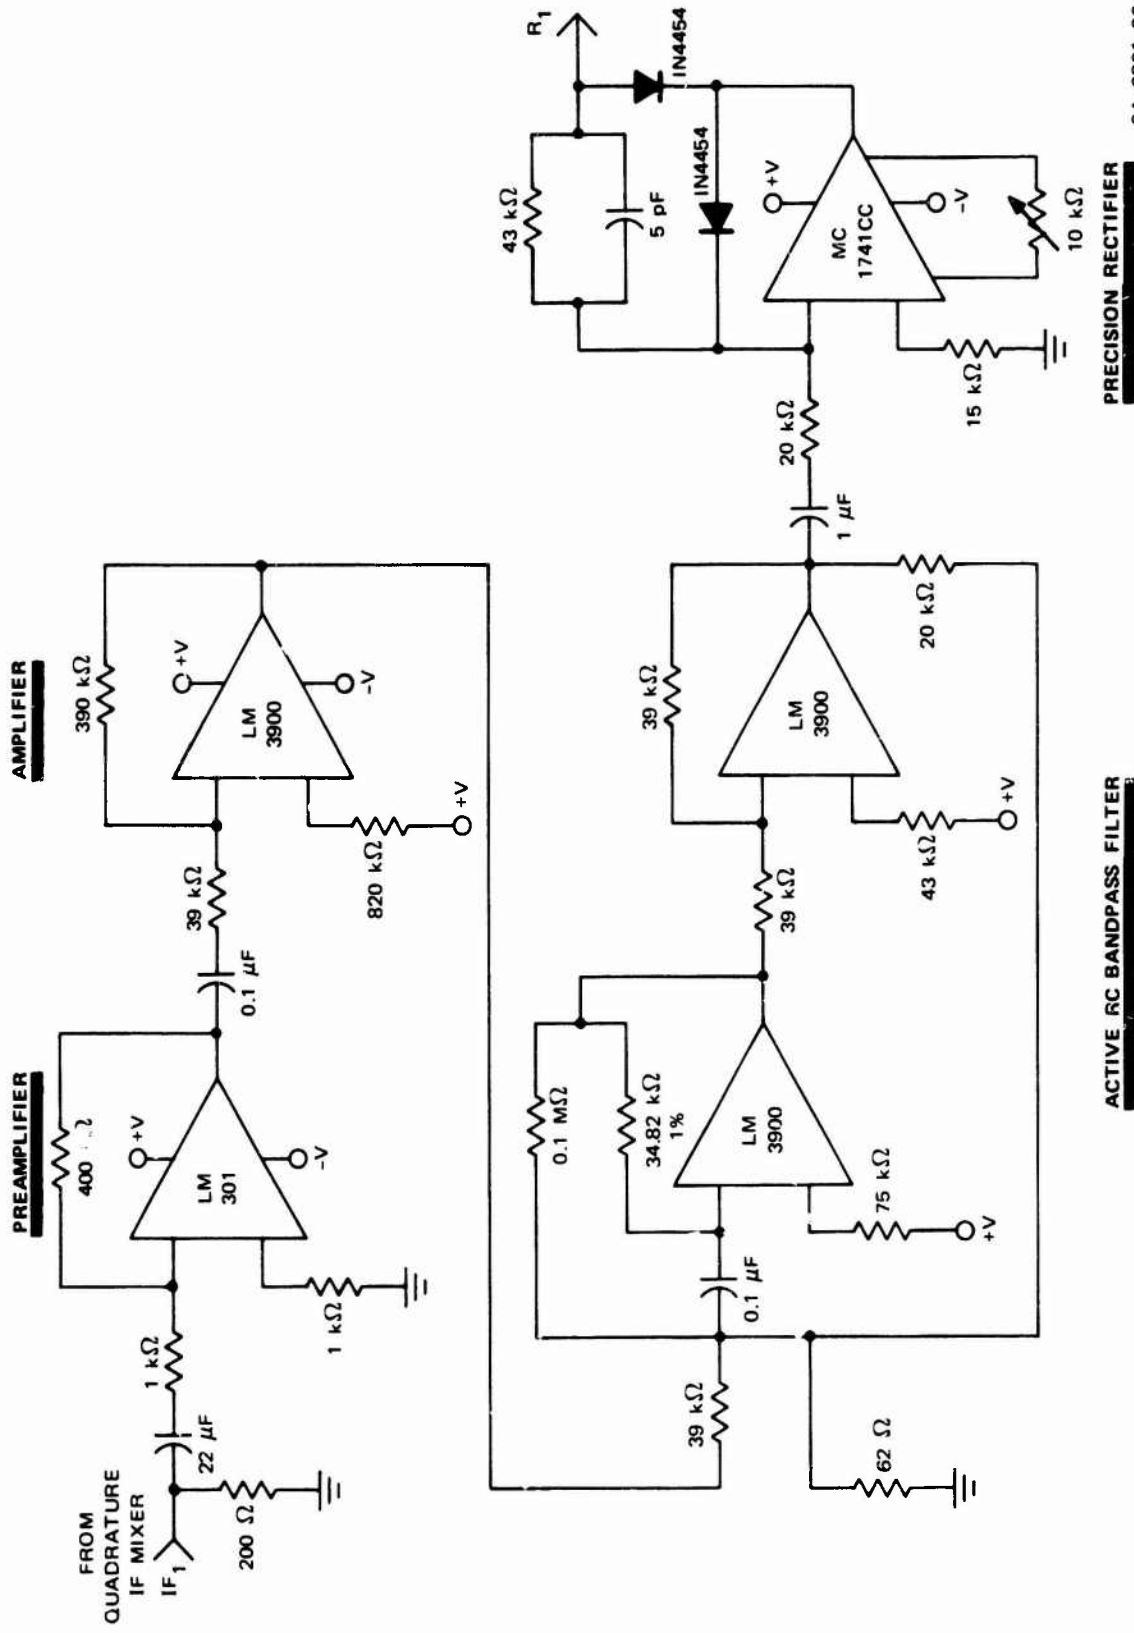 PREAMPLIFIER
AMPLIFIER
FROM
QUADRATURE
IF MIXER
IF1
200 Ω
22 μF
1 kΩ
1 kΩ
400
LM
301
+V
-V
0.1 μF
39 kΩ
390 kΩ
LM
3900
+V
-V
820 kΩ
+V
39 kΩ
62 Ω
0.1 μF
0.1 MΩ
34.82 kΩ
1%
LM
3900
75 kΩ
+V
39 kΩ
39 kΩ
LM
3900
43 kΩ
+V
20 kΩ
1 μF
20 kΩ
43 kΩ
5 pF
IN4454
IN4454
R1
MC
1741CC
+V
-V
15 kΩ
10 kΩ
ACTIVE RC BANDPASS FILTER
PRECISION RECTIFIER